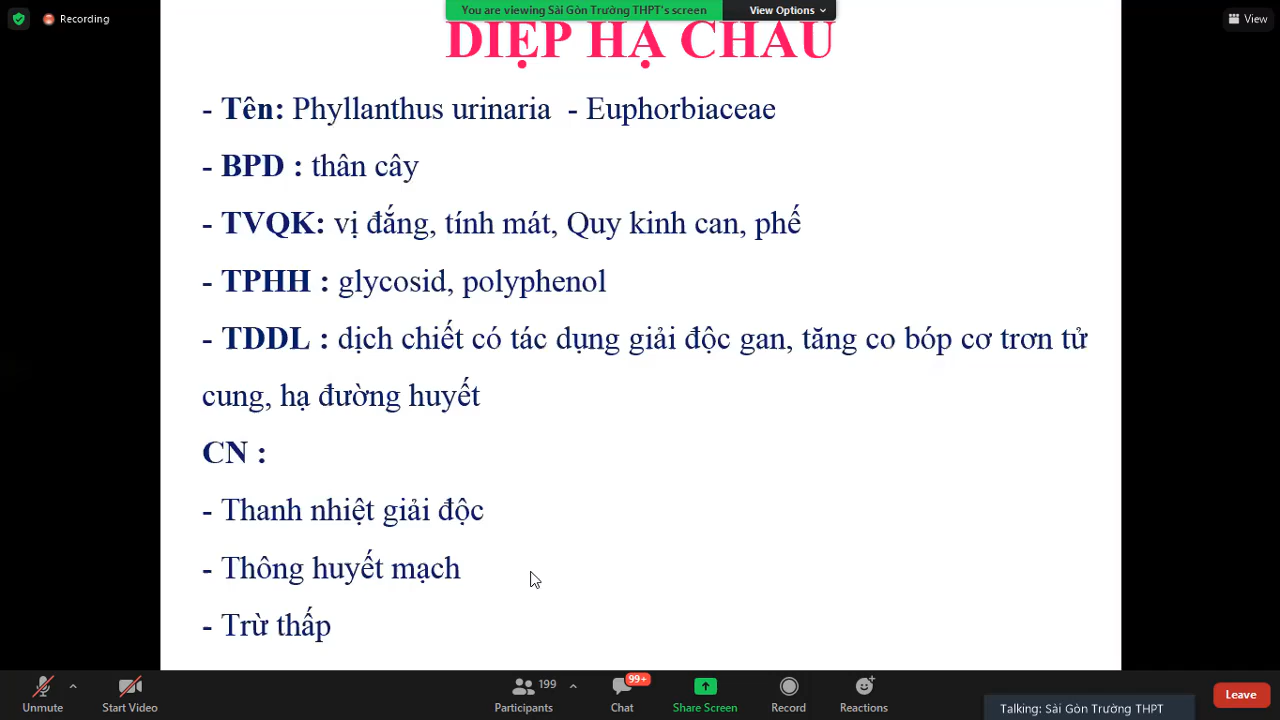 You are viewing Sài Gòn Trường THPT's screen
View Options
Recording
View
DIỆP HẠ CHÂU
- Tên: Phyllanthus urinaria - Euphorbiaceae
- BPD : thân cây
- TVQK: vị đắng, tính mát, Quy kinh can, phế
- TPHH : glycosid, polyphenol
- TDDL : dịch chiết có tác dụng giải độc gan, tăng co bóp cơ trơn tử
cung, hạ đường huyết
CN :
- Thanh nhiệt giải độc
- Thông huyết mạch
- Trừ thấp
Unmute
Start Video
199
Participants
99+
Chat
Share Screen
Record
Reactions
Talking: Sài Gòn Trường THPT
Leave